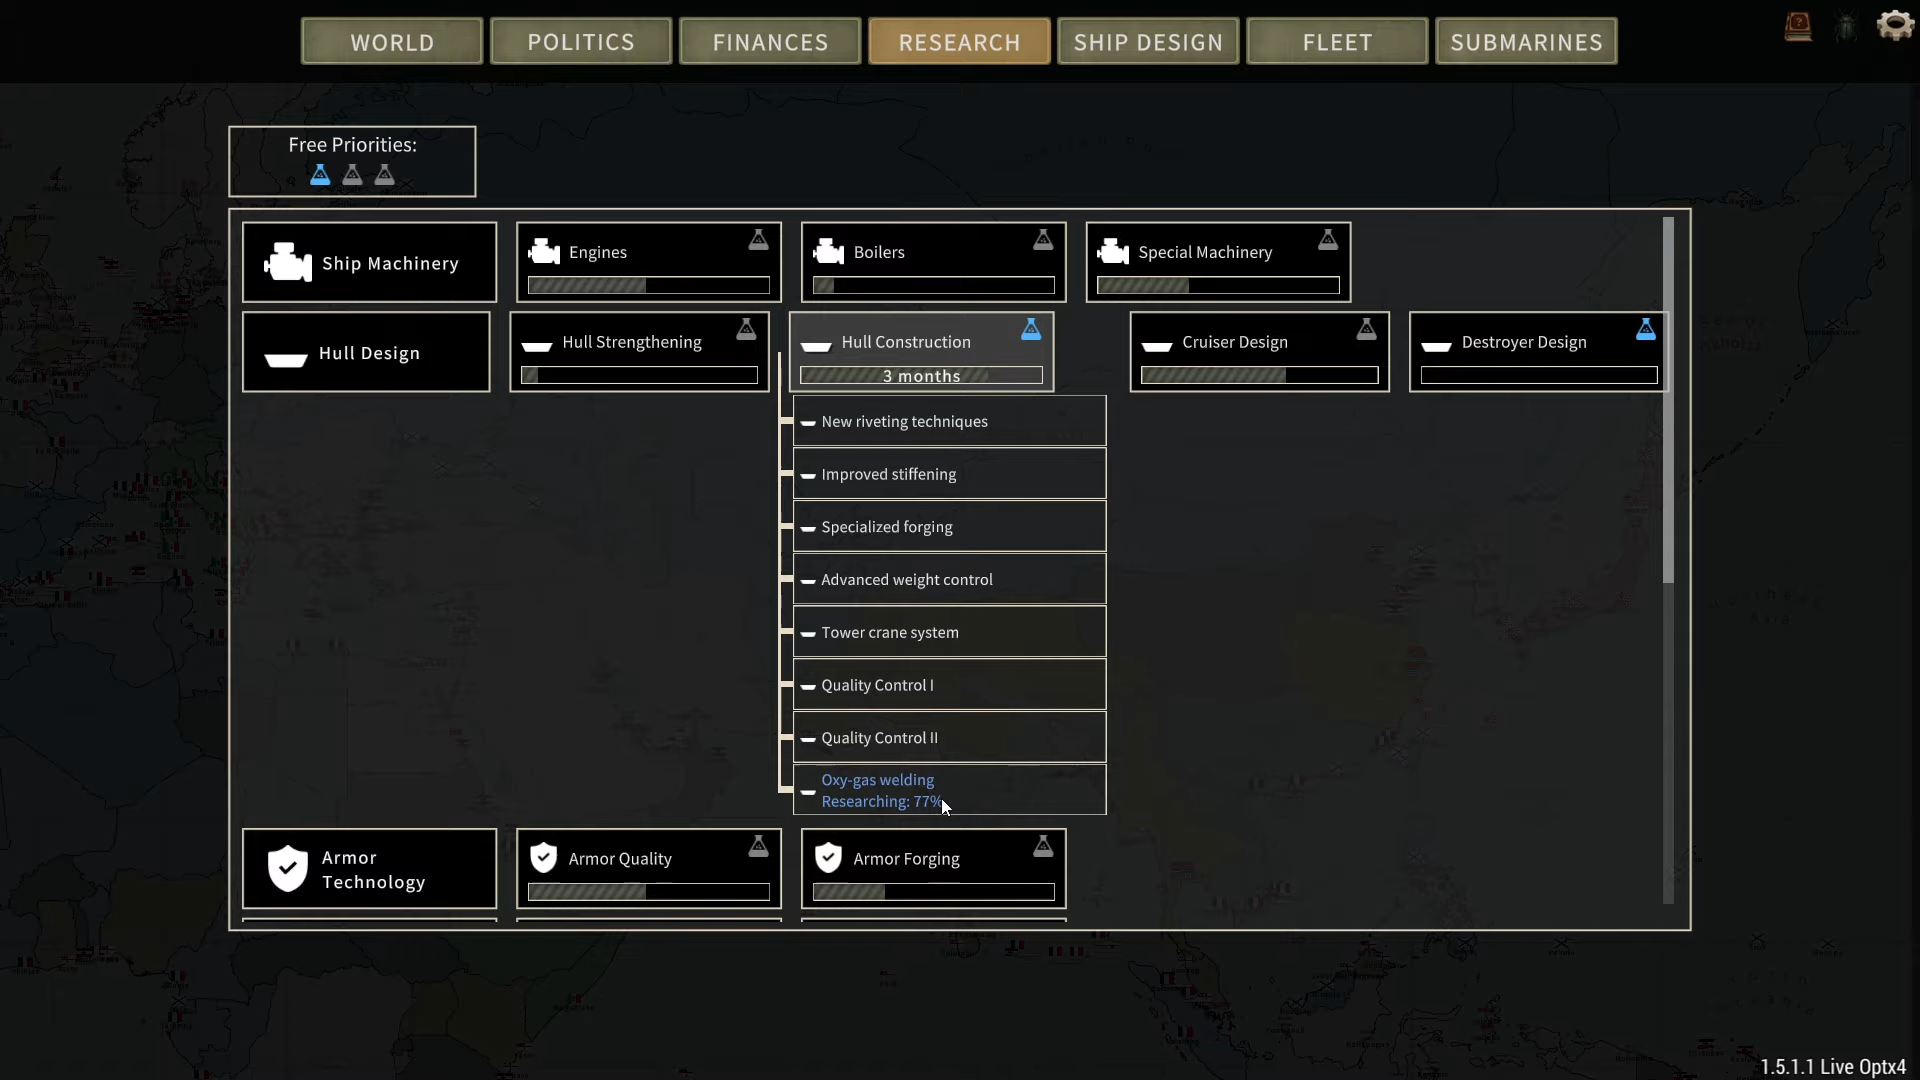 WORLD
POLITICS
FINANCES
RESEARCH
SHIP DESIGN
FLEET
SUBMARINES
Free Priorities:
Ship Machinery
Engines
Boilers
Special Machinery
Hull Design
Hull Strengthening
Hull Construction
3 months
Cruiser Design
Destroyer Design
New riveting techniques
Improved stiffening
Specialized forging
Advanced weight control
Tower crane system
Quality Control I
Quality Control II
Oxy-gas welding
Researching: 77%
Armor
Technology
Armor Quality
Armor Forging
1.5.1.1 Live Optx4